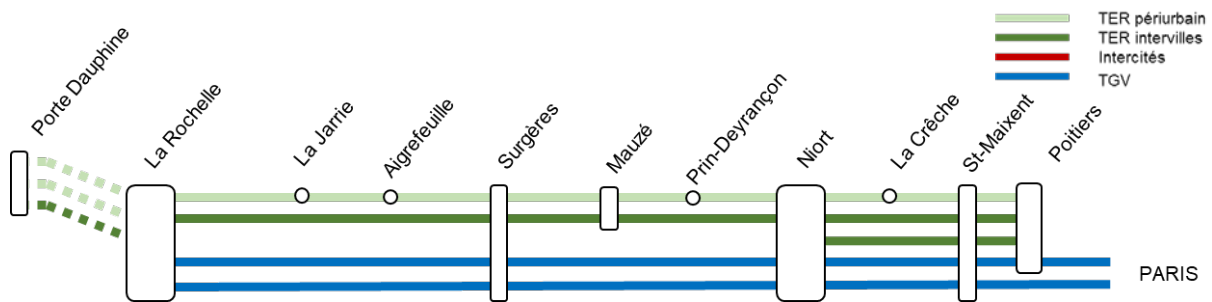 TER périurbain
TER intervilles
Intercités
TGV
Porte Dauphine
La Rochelle
La Jarrie
Aigrefeuille
Surgères
Mauzé
Prin-Deyrançon
Niort
La Crêche
St-Maixent
Poitiers
PARIS